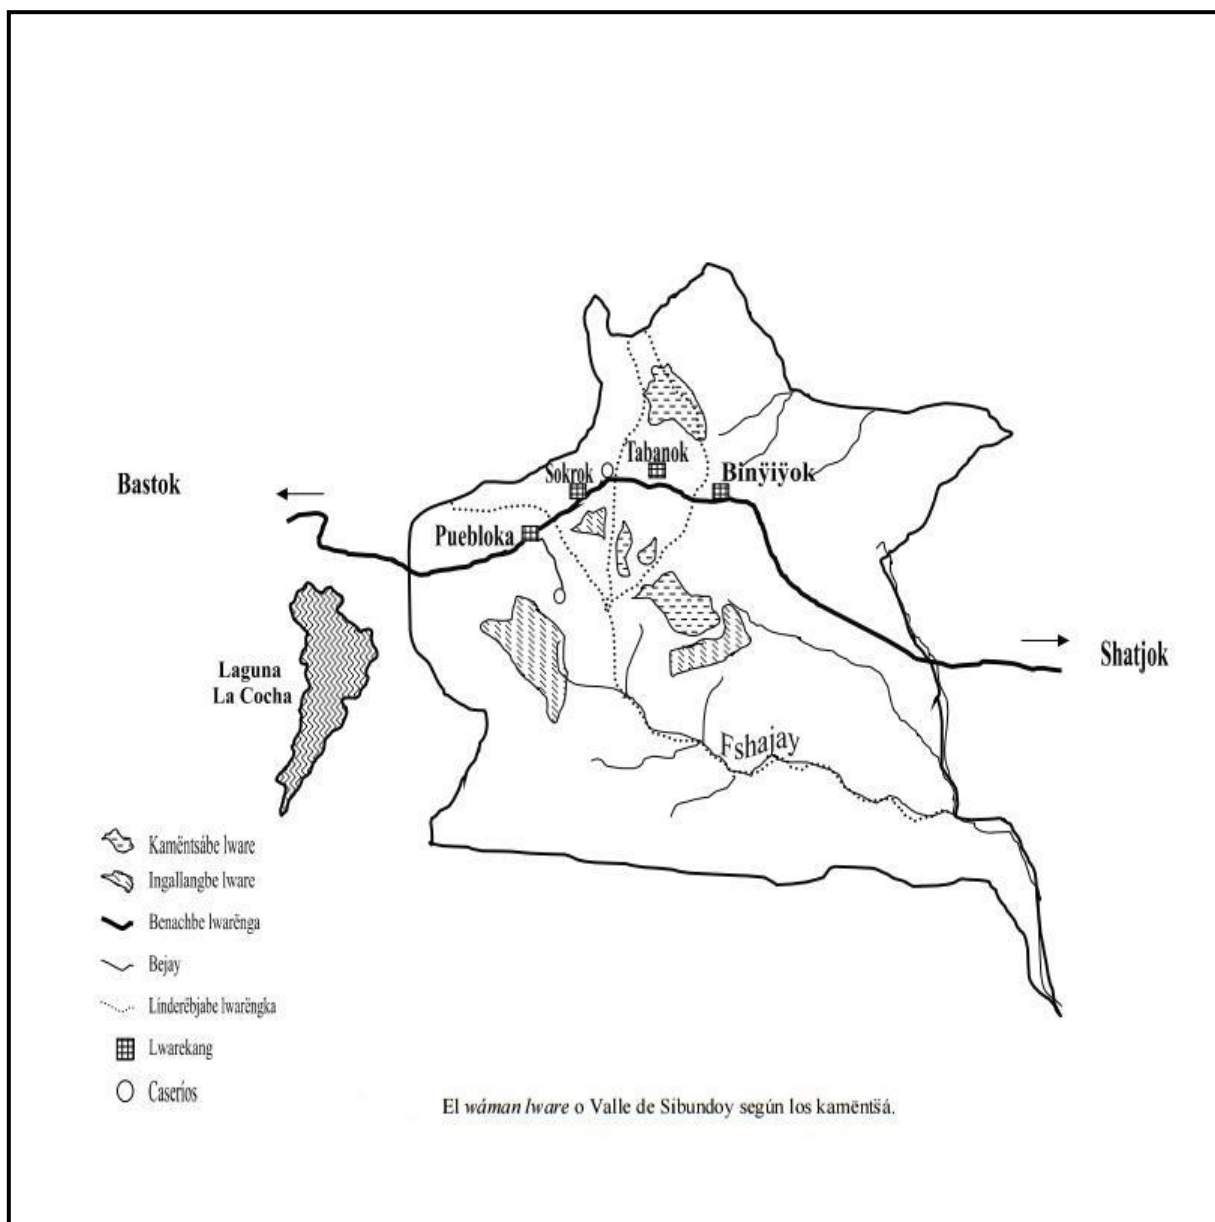 Tabanok
Sokrok
Binÿiÿok
Bastok
Puebloka
Shatjok
Laguna
La Cocha
Fshajay
Kamëntsábe lware
Ingallangbe lware
Benachbe lwarënga
Bejay
Línderëbjabe lwarëngka
Lwarekang
Caseríos
El wáman lware o Valle de Sibundoy según los kamëntšá.